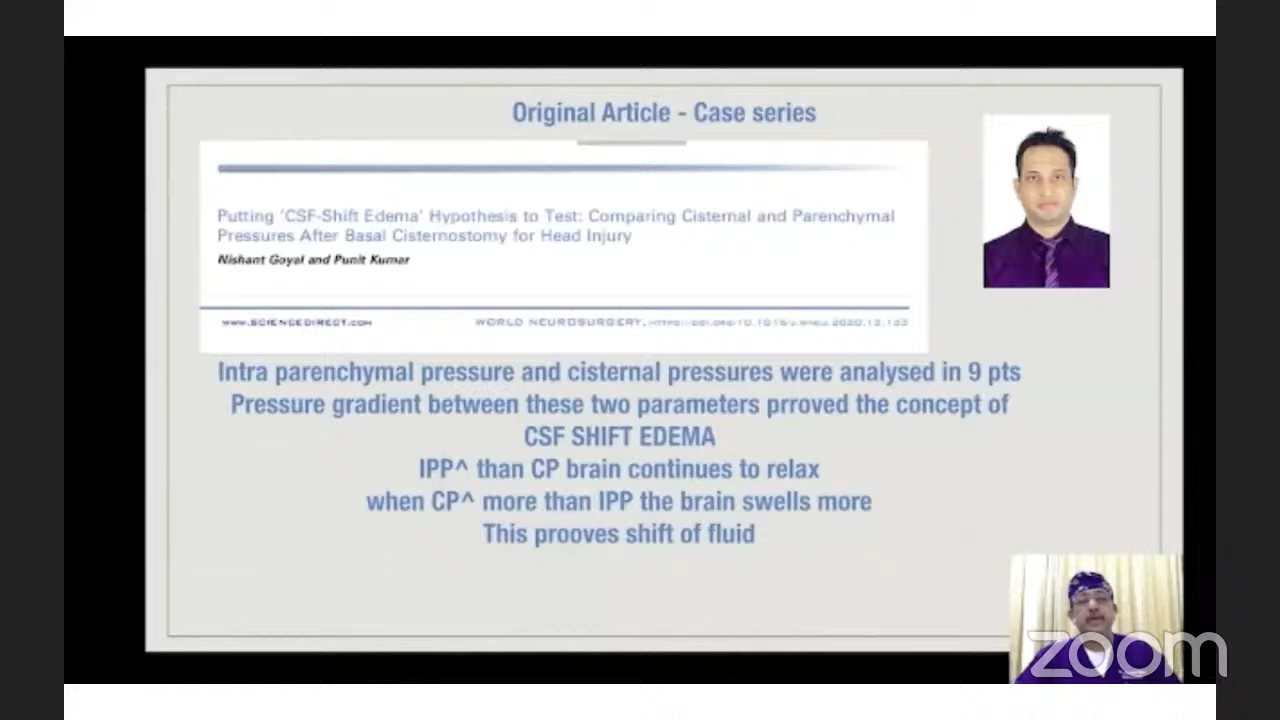 Original Article - Case series
Putting 'CSF-Shift Edema' Hypothesis to Test: Comparing Cisternal and Parenchymal
Pressures After Basal Cisternostomy for Head Injury
Nishant Goyal and Punit Kumar
WWW.SCIENCEDIRECT.COM
WORLD NEUROSURGERY,
Intra parenchymal pressure and cisternal pressures were analysed in 9 pts
Pressure gradient between these two parameters prroved the concept of
CSF SHIFT EDEMA
IPP^ than CP brain continues to relax
when CP^ more than IPP the brain swells more
This prooves shift of fluid
zoom